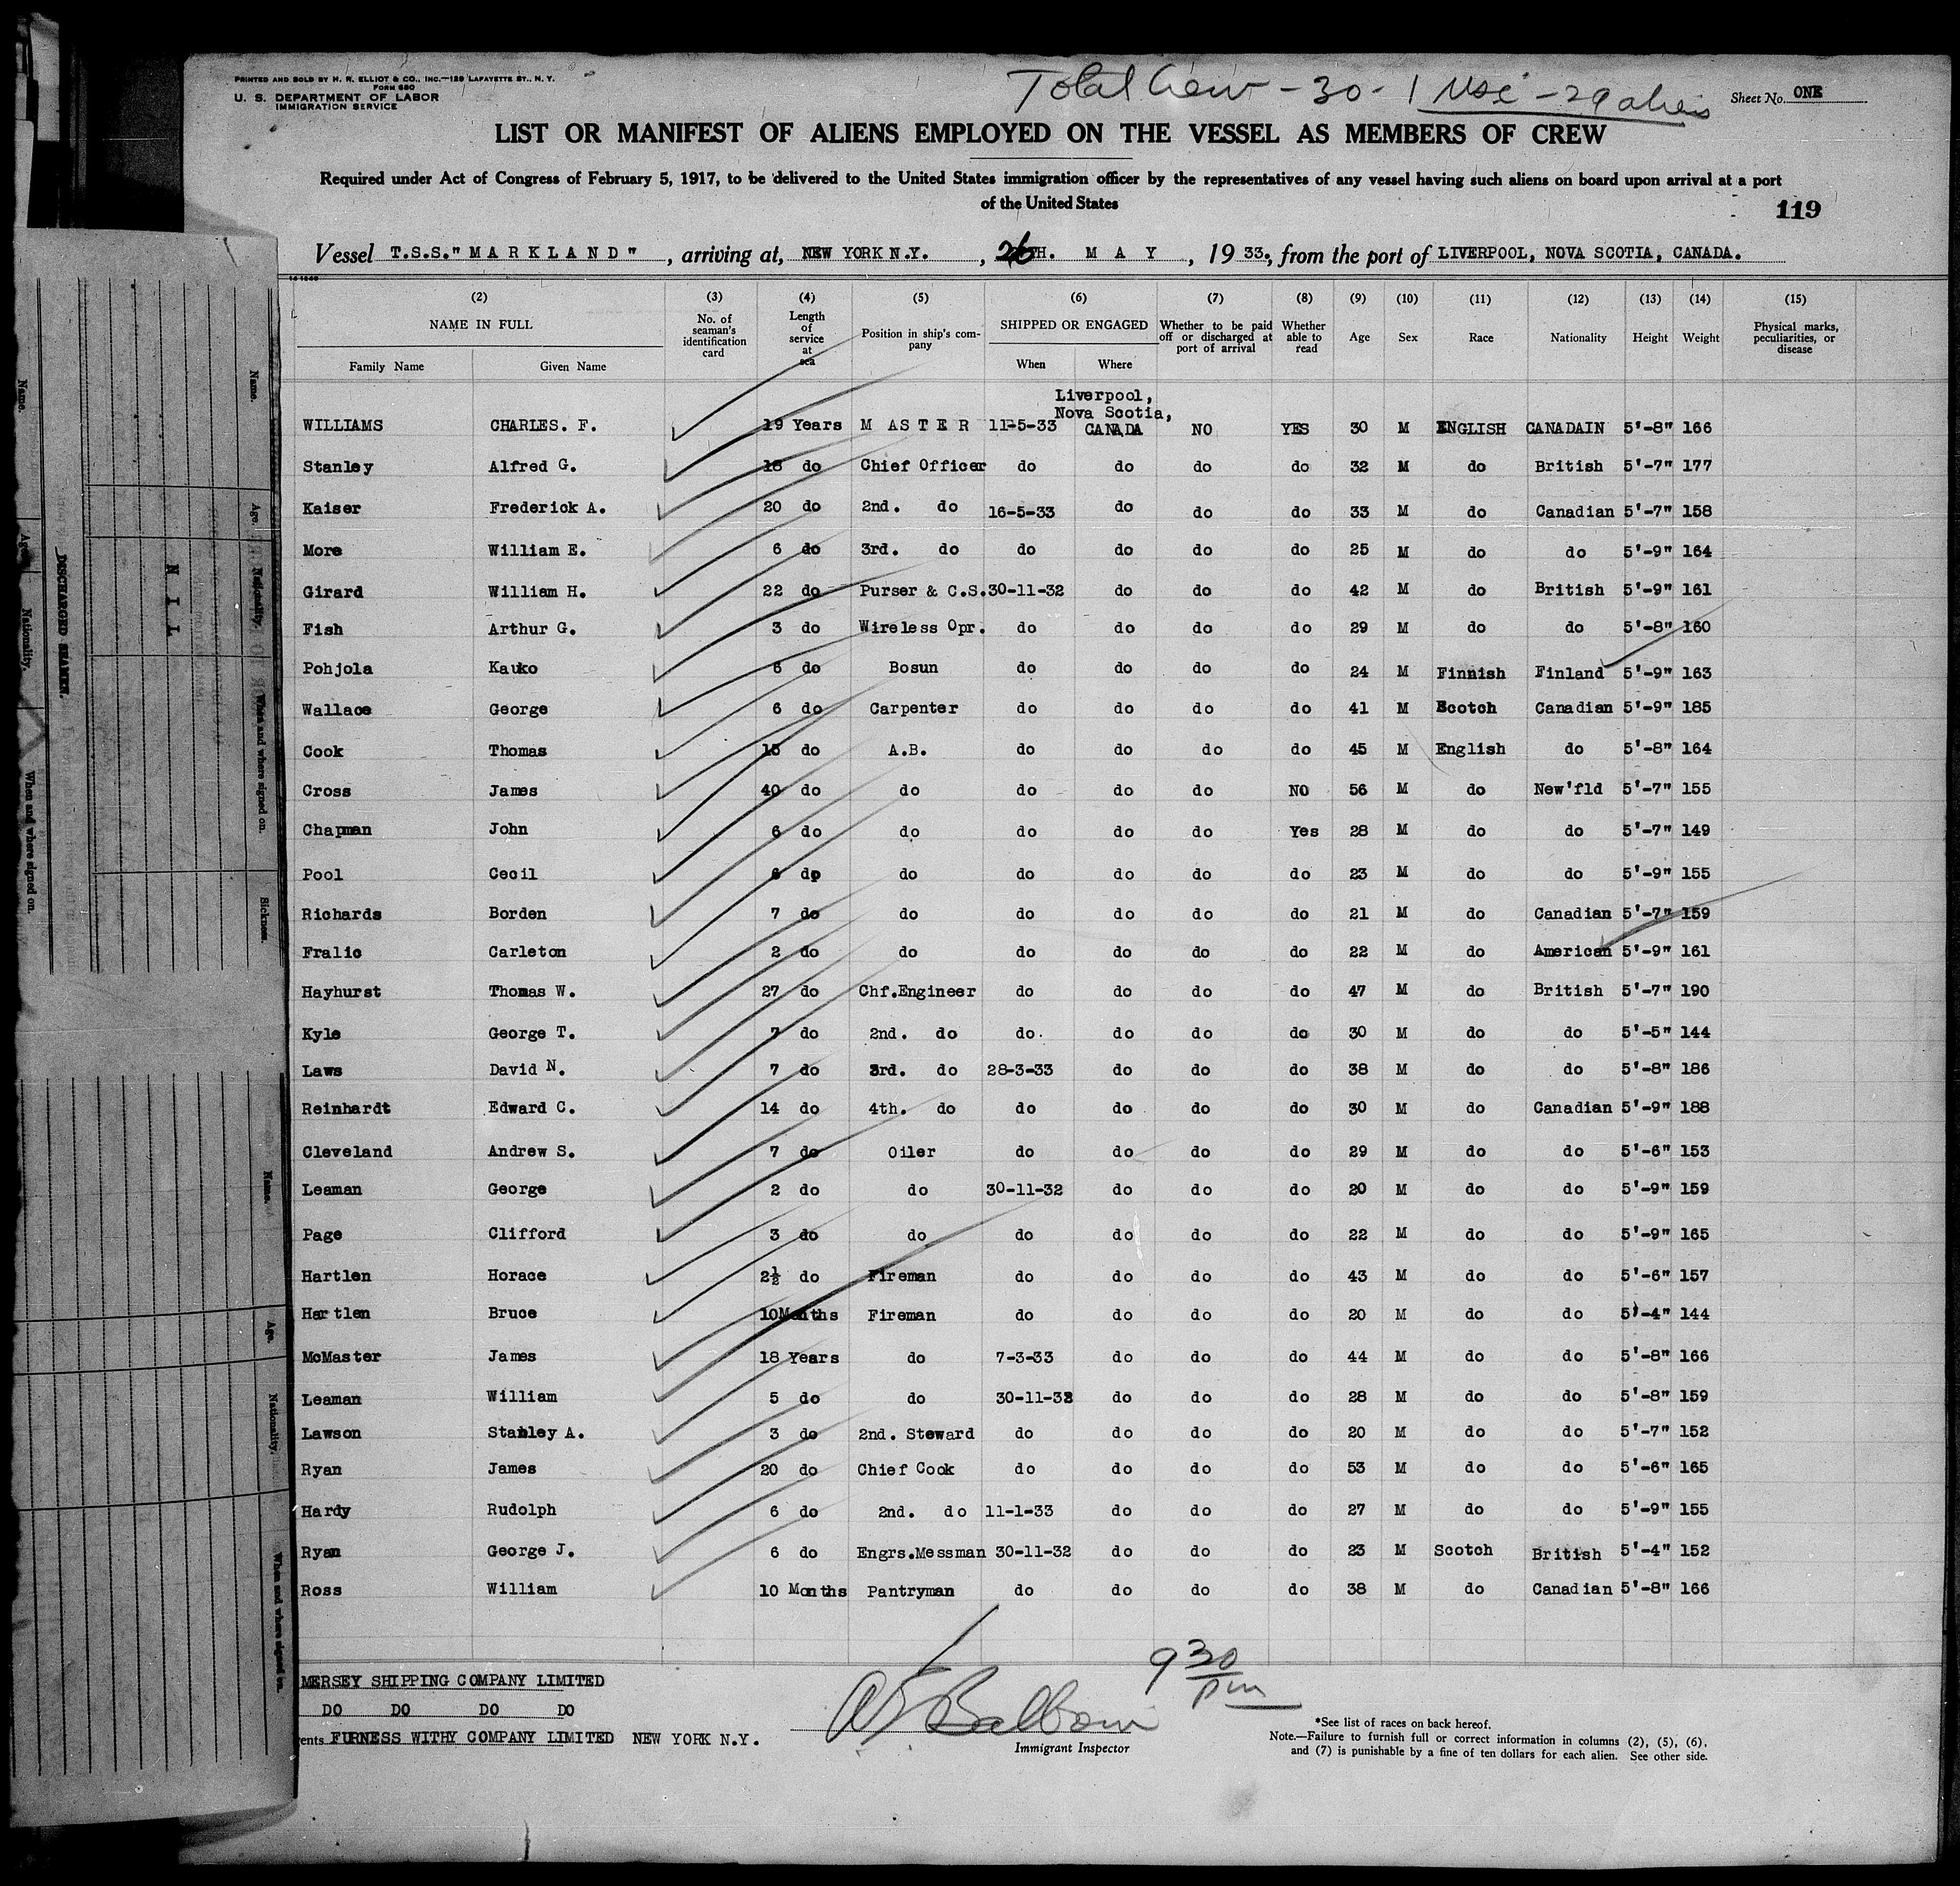 PRINTED AND SOLD BY H. R. ELLIOT & CO., INC.—129 LAFAYETTE ST., N. Y.
FORM 680
U. S. DEPARTMENT OF LABOR
IMMIGRATION SERVICE
Total Crew - 30 - 1 USC - 29 aliens
Sheet No. ONE
LIST OR MANIFEST OF ALIENS EMPLOYED ON THE VESSEL AS MEMBERS OF CREW
Required under Act of Congress of February 5, 1917, to be delivered to the United States immigration officer by the representatives of any vessel having such aliens on board upon arrival at a port
of the United States
119
Vessel T.S.S. "MARKLAND", arriving at, NEW YORK N.Y., 26TH. MAY, 1933, from the port of LIVERPOOL, NOVA SCOTIA, CANADA.
(2) (3) (4) (5) (6) (7) (8) (9) (10) (11) (12) (13) (14) (15)
NAME IN FULL No. of seaman's identification card Length of service at sea Position in ship's company SHIPPED OR ENGAGED Whether to be paid off or discharged at port of arrival Whether able to read Age Sex Race Nationality Height Weight Physical marks, peculiarities, or disease
Family Name Given Name When Where
Liverpool,
Nova Scotia,
WILLIAMS CHARLES. F. 19 Years MASTER 11-5-33 CANADA NO YES 30 M ENGLISH CANADAIN 5'-8" 166
Stanley Alfred G. 18 do Chief Officer do do do do 32 M do British 5'-7" 177
Kaiser Frederick A. 20 do 2nd. do 16-5-33 do do do 33 M do Canadian 5'-7" 158
More William E. 6 do 3rd. do do do do do 25 M do do 5'-9" 164
Girard William H. 22 do Purser & C.S. 30-11-32 do do do 42 M do British 5'-9" 161
Fish Arthur G. 3 do Wireless Opr. do do do do 29 M do do 5'-8" 160
Pohjola Kauko 6 do Bosun do do do do 24 M Finnish Finland 5'-9" 163
Wallace George 6 do Carpenter do do do do 41 M Scotch Canadian 5'-9" 185
Cook Thomas 15 do A.B. do do do do 45 M English do 5'-8" 164
Cross James 40 do do do do do NO 56 M do New'fld 5'-7" 155
Chapman John 6 do do do do do Yes 28 M do do 5'-7" 149
Pool Cecil 6 do do do do do do 23 M do do 5'-9" 155
Richards Borden 7 do do do do do do 21 M do Canadian 5'-7" 159
Fralic Carleton 2 do do do do do do 22 M do American 5'-9" 161
Hayhurst Thomas W. 27 do Chf.Engineer do do do do 47 M do British 5'-7" 190
Kyle George T. 7 do 2nd. do do. do do do 30 M do do 5'-5" 144
Laws David N. 7 do 3rd. do 28-3-33 do do do 38 M do do 5'-8" 186
Reinhardt Edward C. 14 do 4th. do do do do do 30 M do Canadian 5'-9" 188
Cleveland Andrew S. 7 do Oiler do do do do 29 M do do 5'-6" 153
Leaman George 2 do do 30-11-32 do do do 20 M do do 5'-9" 159
Page Clifford 3 do do do do do do 22 M do do 5'-9" 165
Hartlen Horace 2½ do Fireman do do do do 43 M do do 5'-6" 157
Hartlen Bruce 10Months Fireman do do do do 20 M do do 5'-4" 144
McMaster James 18 Years do 7-3-33 do do do 44 M do do 5'-8" 166
Leaman William 5 do do 30-11-32 do do do 28 M do do 5'-8" 159
Lawson Stanley A. 3 do 2nd. Steward do do do do 20 M do do 5'-7" 152
Ryan James 20 do Chief Cook do do do do 53 M do do 5'-6" 165
Hardy Rudolph 6 do 2nd. do 11-1-33 do do do 27 M do do 5'-9" 155
Ryan George J. 6 do Engrs.Messman 30-11-32 do do do 23 M Scotch British 5'-4" 152
Ross William 10 Months Pantryman do do do do 38 M do Canadian 5'-8" 166
MERSEY SHIPPING COMPANY LIMITED
DO DO DO DO
ents FURNESS WITHY COMPANY LIMITED NEW YORK N.Y.
9 30 pm
Immigrant Inspector
*See list of races on back hereof.
Note.—Failure to furnish full or correct information in columns (2), (5), (6),
and (7) is punishable by a fine of ten dollars for each alien. See other side.
Name.
Age.
Nationality.
When and where signed on.
DISCHARGED SEAMEN.
NIL
Name.
Age.
Nationality.
When and where signed on.
Sickness.
Name.
Age.
Nationality.
When and where signed on.